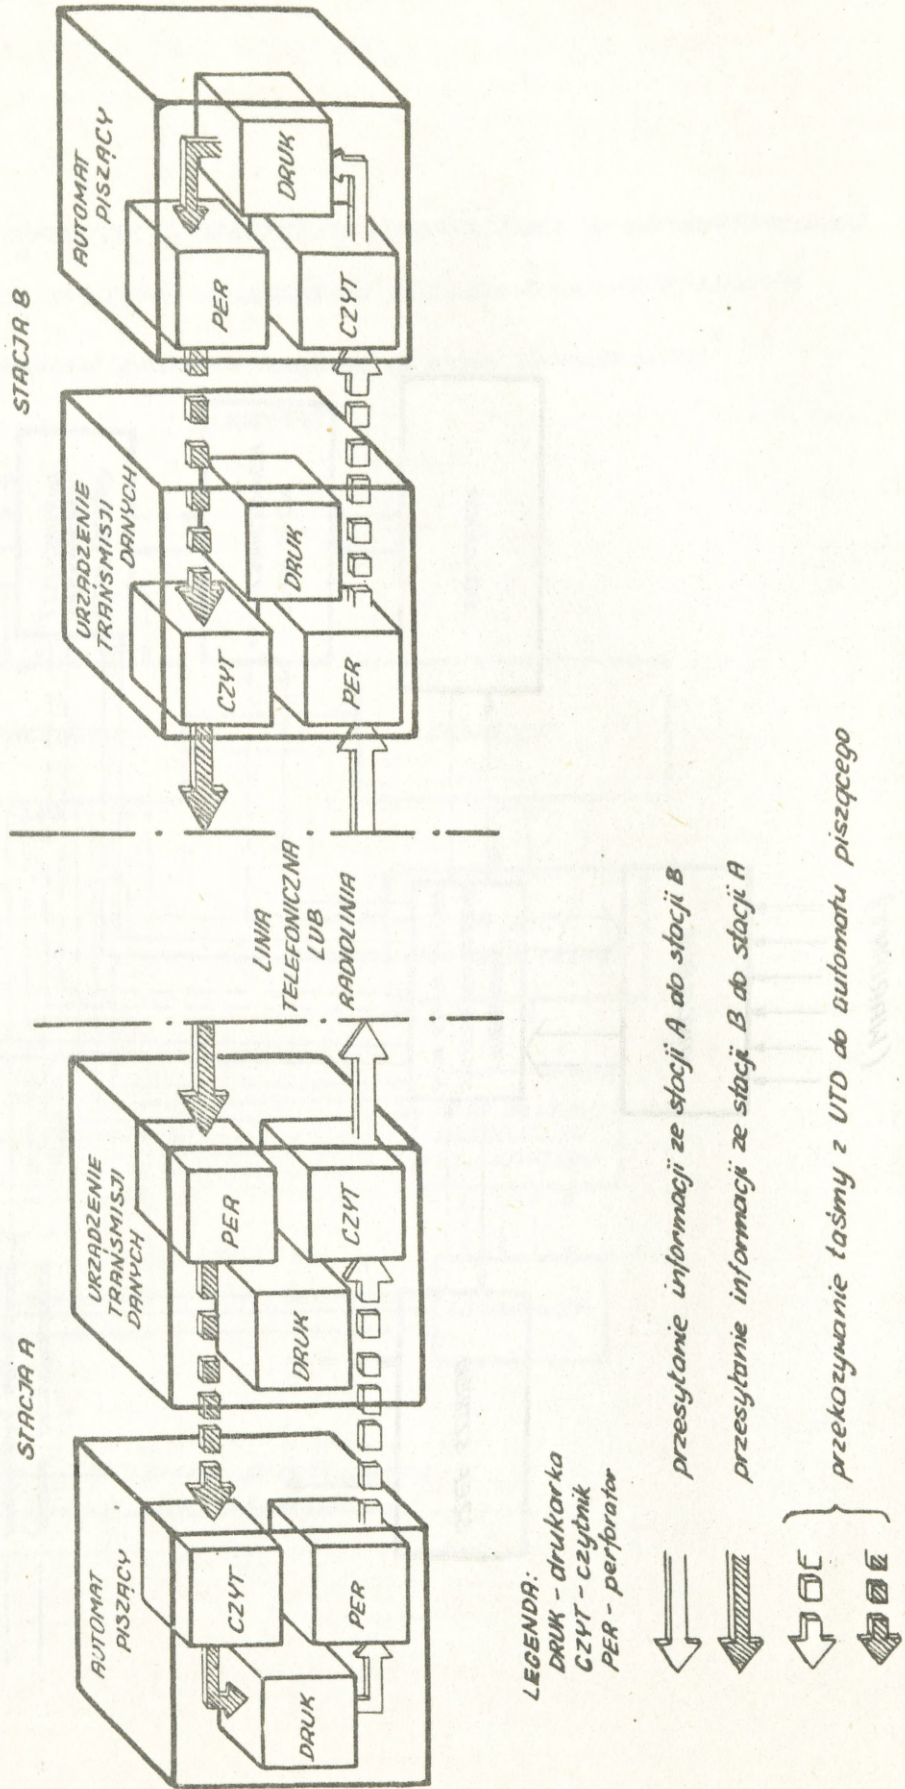 STACJA A
STACJA B
AUTOMAT
PISZĄCY
CZYT
DRUK
PER
URZĄDZENIE
TRANSMISJI
DANYCH
PER
DRUK
CZYT
LINIA
TELEFONICZNA
LUB
RADIOLINIA
URZĄDZENIE
TRANSMISJI
DANYCH
CZYT
DRUK
PER
AUTOMAT
PISZĄCY
PER
DRUK
CZYT
LEGENDA:
DRUK - drukarka
CZYT - czytnik
PER - perforator
przesyłanie informacji ze stacji A do stacji B
przesyłanie informacji ze stacji B do stacji A
przekazywanie taśmy z UTD do automatu piszącego